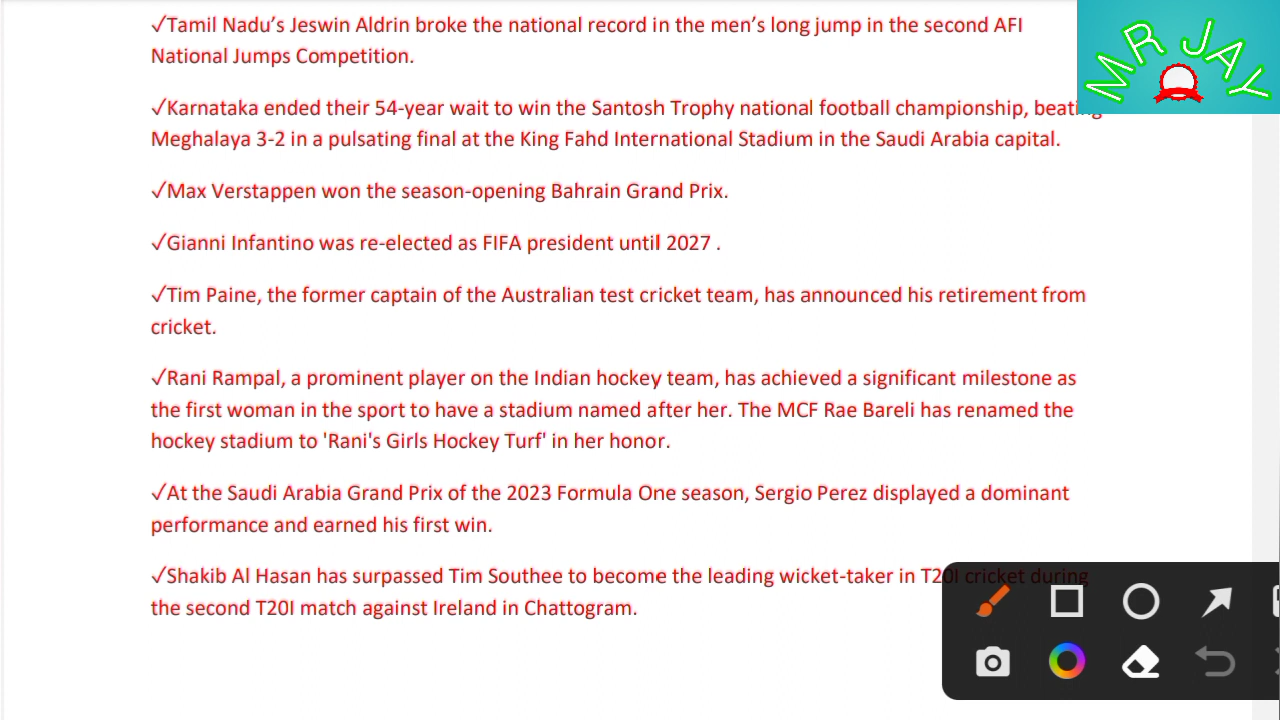 ✓Tamil Nadu’s Jeswin Aldrin broke the national record in the men’s long jump in the second AFI
National Jumps Competition.
✓Karnataka ended their 54-year wait to win the Santosh Trophy national football championship, beating
Meghalaya 3-2 in a pulsating final at the King Fahd International Stadium in the Saudi Arabia capital.
✓Max Verstappen won the season-opening Bahrain Grand Prix.
✓Gianni Infantino was re-elected as FIFA president until 2027 .
✓Tim Paine, the former captain of the Australian test cricket team, has announced his retirement from
cricket.
✓Rani Rampal, a prominent player on the Indian hockey team, has achieved a significant milestone as
the first woman in the sport to have a stadium named after her. The MCF Rae Bareli has renamed the
hockey stadium to 'Rani's Girls Hockey Turf' in her honor.
✓At the Saudi Arabia Grand Prix of the 2023 Formula One season, Sergio Perez displayed a dominant
performance and earned his first win.
✓Shakib Al Hasan has surpassed Tim Southee to become the leading wicket-taker in T20I cricket during
the second T20I match against Ireland in Chattogram.
MR JAY